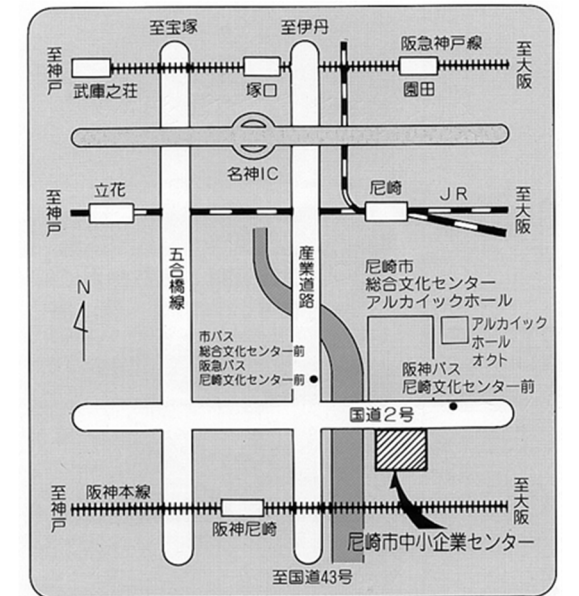 至宝塚
至伊丹
阪急神戸線
至神戸
至大阪
武庫之荘
塚口
園田
名神IC
至神戸
立花
尼崎
JR
至大阪
五合橋線
産業道路
N
尼崎市
総合文化センター
アルカイックホール
アルカイック
ホール
オクト
市バス
総合文化センター前
阪急バス
尼崎文化センター前
阪神バス
尼崎文化センター前
国道2号
至神戸
阪神本線
阪神尼崎
至大阪
尼崎市中小企業センター
至国道43号